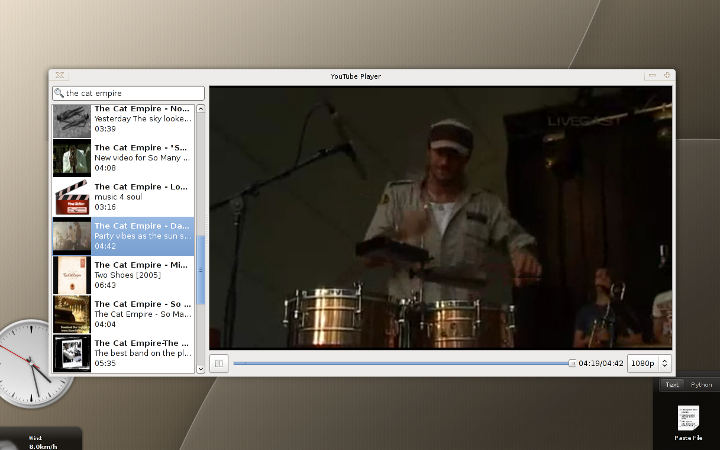 YouTube Player
the cat empire
The Cat Empire - No...
Yesterday The sky looke...
03:39
The Cat Empire - "S...
New video for So Many ...
04:08
The Cat Empire - Lo...
music 4 soul
03:16
The Cat Empire - Da...
Party vibes as the sun s...
04:42
The Cat Empire - Mi...
Two Shoes [2005]
06:43
The Cat Empire - So ...
The Cat Empire - So Ma...
04:04
The Cat Empire-The ...
The best band on the pl...
05:35
LIVECAST
04:19/04:42
1080p
Text
Python
Paste File
Wind:
8.0km/h